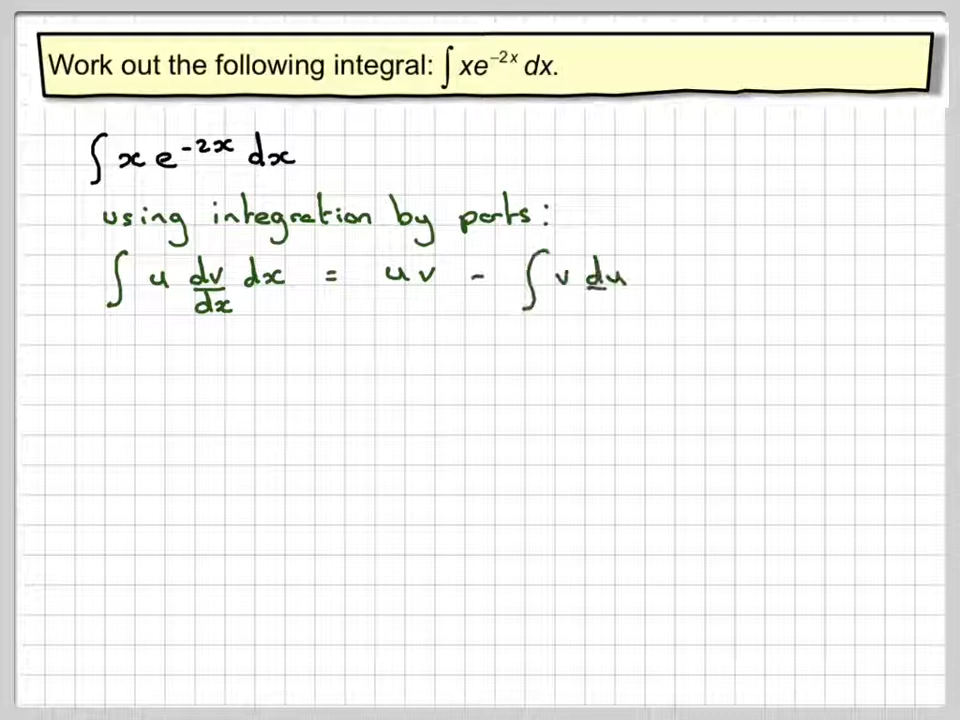 Work out the following integral: ∫ xe⁻²ˣ dx.
∫ x e⁻²ˣ dx
using integration by parts:
∫ u dv/dx dx = uv - ∫ v du